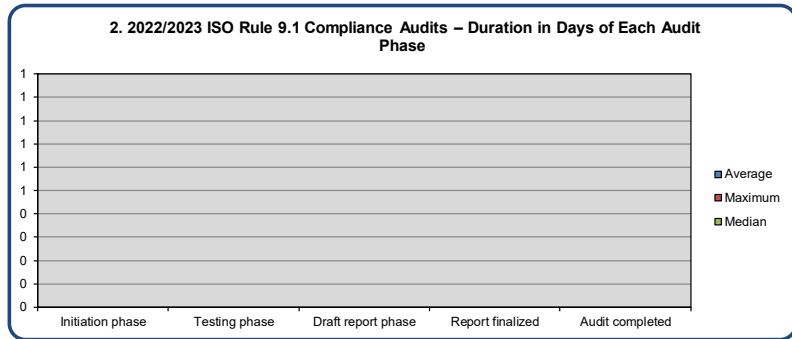 2. 2022/2023 ISO Rule 9.1 Compliance Audits – Duration in Days of Each Audit
Phase
1
1
1
1
1
1
0
0
0
0
0
Average
Maximum
Median
Initiation phase Testing phase Draft report phase Report finalized Audit completed